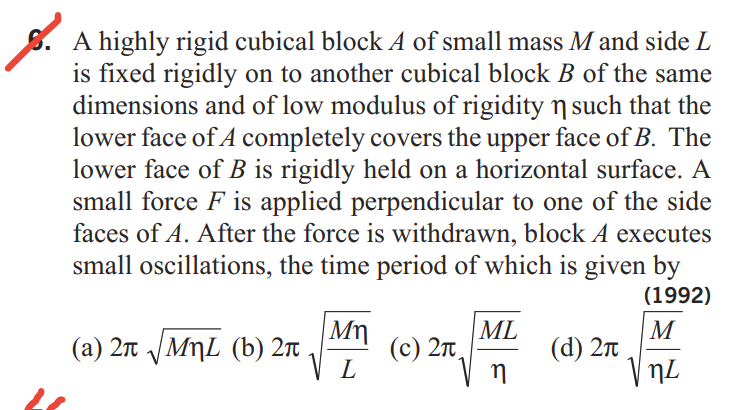 6. A highly rigid cubical block A of small mass M and side L
is fixed rigidly on to another cubical block B of the same
dimensions and of low modulus of rigidity η such that the
lower face of A completely covers the upper face of B. The
lower face of B is rigidly held on a horizontal surface. A
small force F is applied perpendicular to one of the side
faces of A. After the force is withdrawn, block A executes
small oscillations, the time period of which is given by
(1992)
(a) 2π √(MηL) (b) 2π √(Mη/L) (c) 2π √(ML/η) (d) 2π √(M/ηL)